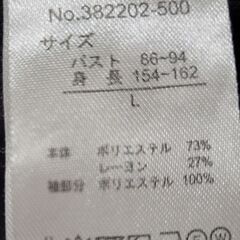 No.382202-500
サイズ
バスト 86~94
身長 154~162
L
本体 ポリエステル 73%
レーヨン 27%
種部分 ポリエステル 100%